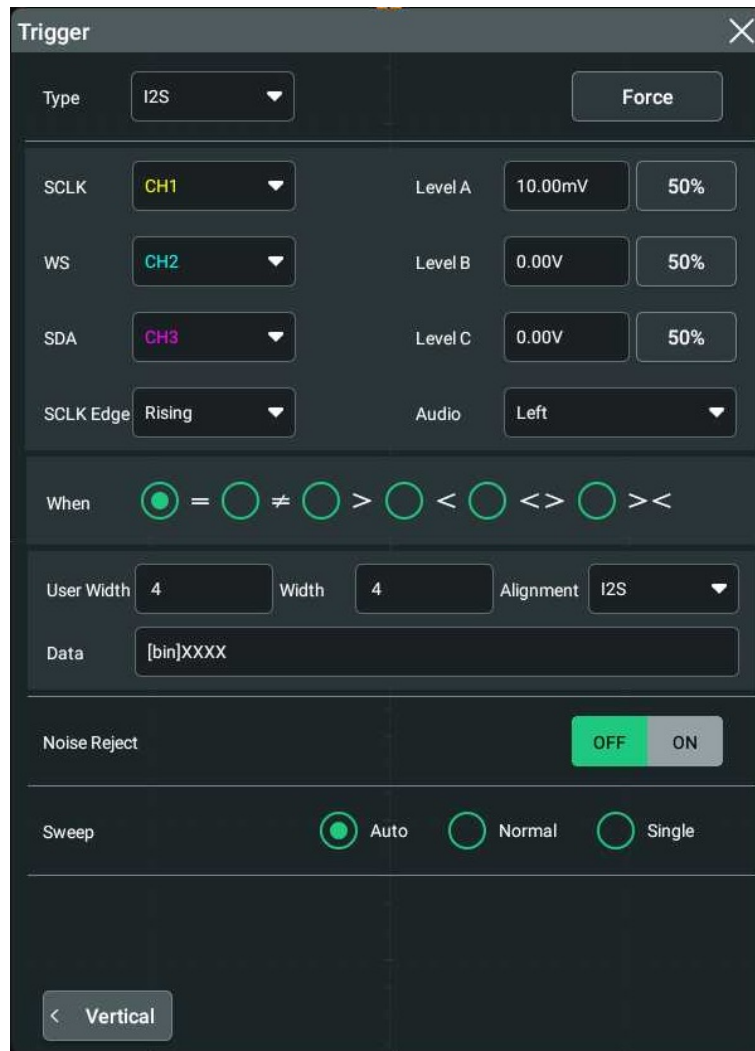 Trigger
Type I2S Force
SCLK CH1 Level A 10.00mV 50%
WS CH2 Level B 0.00V 50%
SDA CH3 Level C 0.00V 50%
SCLK Edge Rising Audio Left
When = ≠ > < <> ><
User Width 4 Width 4 Alignment I2S
Data [bin]XXXX
Noise Reject OFF ON
Sweep Auto Normal Single
< Vertical